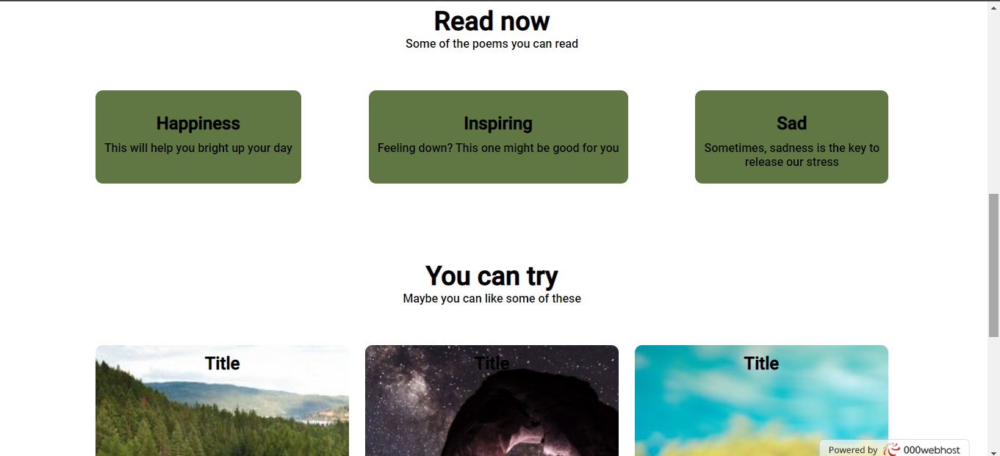 Read now
Some of the poems you can read
Happiness
This will help you bright up your day
Inspiring
Feeling down? This one might be good for you
Sad
Sometimes, sadness is the key to
release our stress
You can try
Maybe you can like some of these
Title
Title
Title
Powered by 000webhost